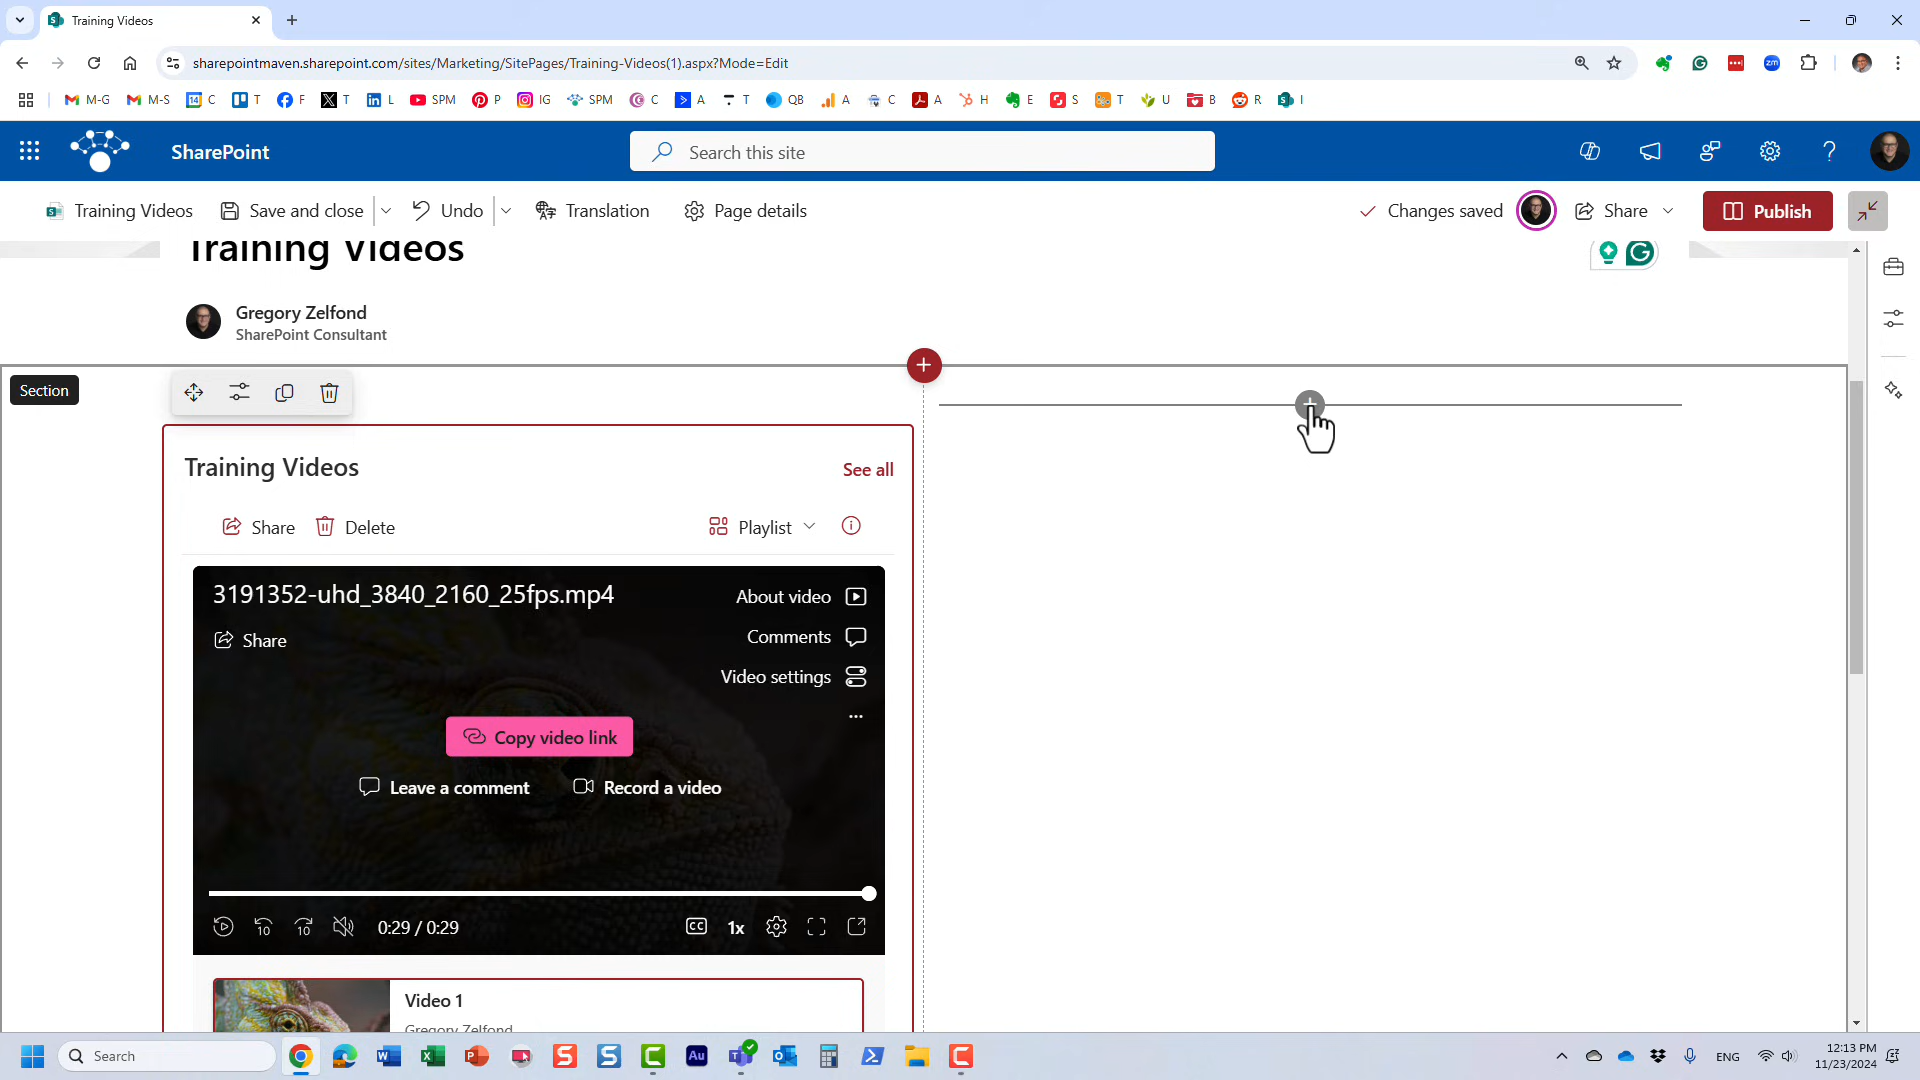 Training Videos
sharepointmaven.sharepoint.com/sites/Marketing/SitePages/Training-Videos(1).aspx?Mode=Edit
M-G M-S C T F T L SPM P IG SPM C A T QB A C A H E S T U B R I
SharePoint
Search this site
Training Videos Save and close Undo Translation Page details Changes saved Share Publish
Training Videos
Gregory Zelfond
SharePoint Consultant
Section
Training Videos See all
Share Delete Playlist
3191352-uhd_3840_2160_25fps.mp4 About video
Share Comments
Video settings
Copy video link
Leave a comment Record a video
10 10 0:29 / 0:29 CC 1x
Video 1
Gregory Zelfond
Search ENG 12:13 PM
11/23/2024